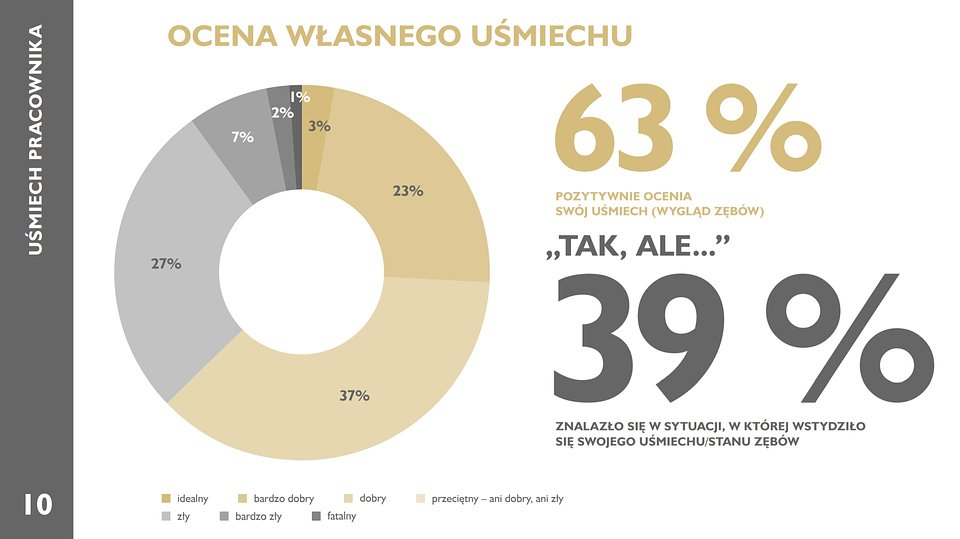 UŚMIECH PRACOWNIKA
OCENA WŁASNEGO UŚMIECHU
1%
2%
3%
7%
23%
27%
37%
63 %
POZYTYWNIE OCENIA
SWÓJ UŚMIECH (WYGLĄD ZĘBÓW)
„TAK, ALE...”
39 %
ZNALAZŁO SIĘ W SYTUACJI, W KTÓREJ WSTYDZIŁO
SIĘ SWOJEGO UŚMIECHU/STANU ZĘBÓW
idealny bardzo dobry dobry przeciętny – ani dobry, ani zły
zły bardzo zły fatalny
10